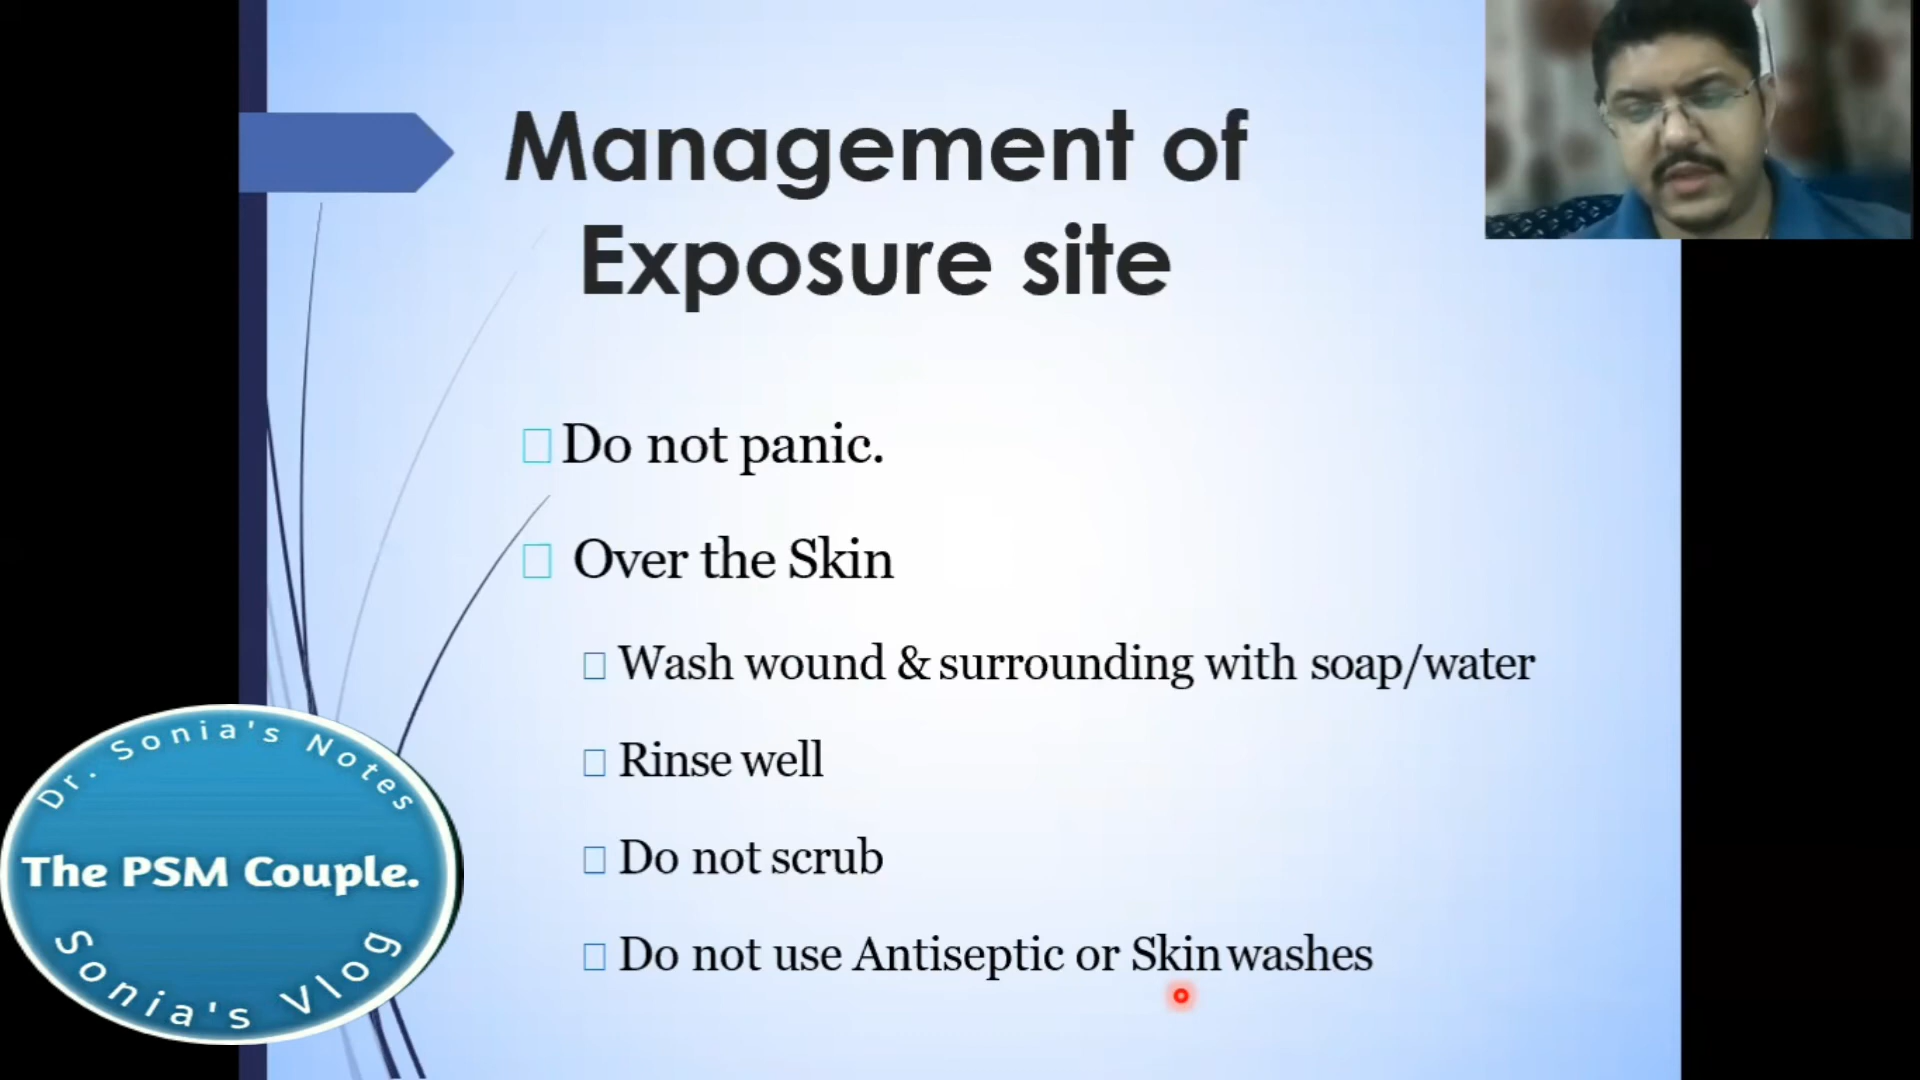 Management of
Exposure site
Do not panic.
Over the Skin
Wash wound & surrounding with soap/water
Rinse well
Do not scrub
Do not use Antiseptic or Skin washes
Dr. Sonia's Notes
The PSM Couple.
Sonia's Vlog